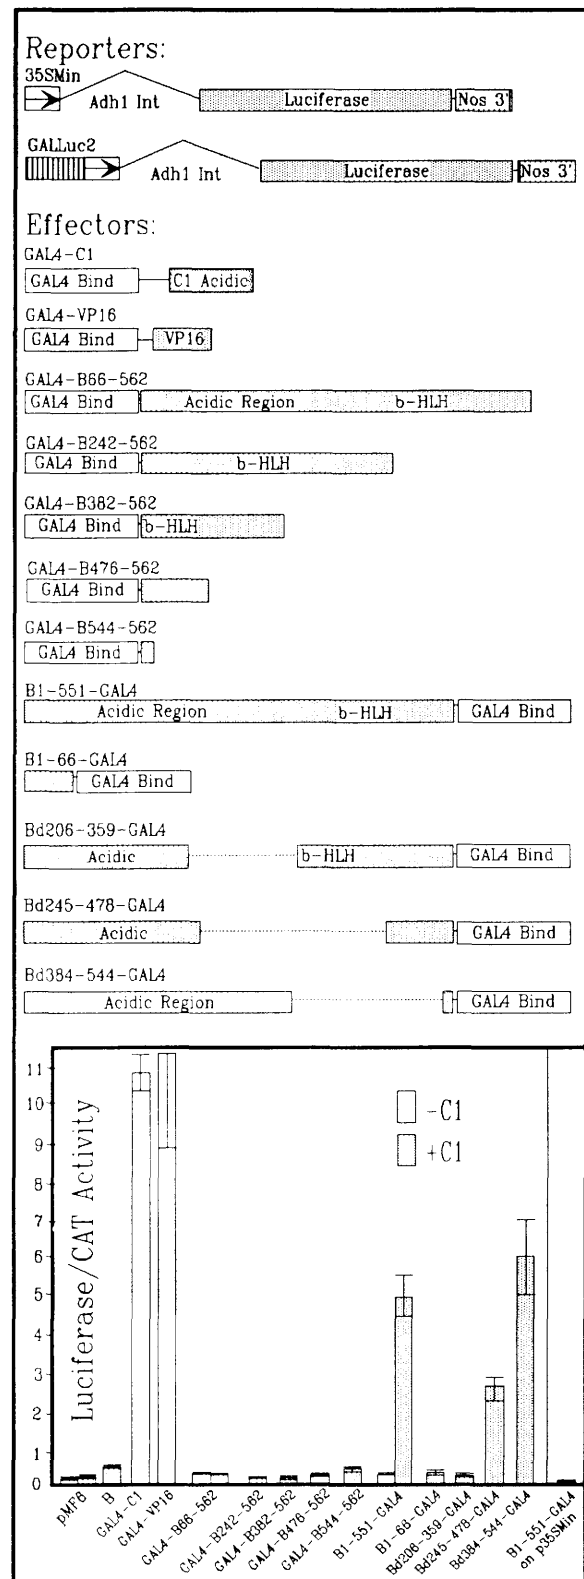 Reporters:
35SMin
Adh1 Int Luciferase Nos 3'
GALLuc2
Adh1 Int Luciferase Nos 3'
Effectors:
GAL4-C1
GAL4 Bind C1 Acidic
GAL4-VP16
GAL4 Bind VP16
GAL4-B66-562
GAL4 Bind Acidic Region b-HLH
GAL4-B242-562
GAL4 Bind b-HLH
GAL4-B382-562
GAL4 Bind b-HLH
GAL4-B476-562
GAL4 Bind
GAL4-B544-562
GAL4 Bind
B1-551-GAL4
Acidic Region b-HLH GAL4 Bind
B1-66-GAL4
GAL4 Bind
Bd206-359-GAL4
Acidic b-HLH GAL4 Bind
Bd245-478-GAL4
Acidic GAL4 Bind
Bd384-544-GAL4
Acidic Region GAL4 Bind
Luciferase/CAT Activity
11
10
9
8
7
6
5
4
3
2
1
0
-C1
+C1
pMF6
B
GAL4-C1
GAL4-VP16
GAL4-B66-562
GAL4-B242-562
GAL4-B382-562
GAL4-B476-562
GAL4-B544-562
B1-551-GAL4
B1-66-GAL4
Bd206-359-GAL4
Bd245-478-GAL4
Bd384-544-GAL4
B1-551-GAL4
on p35SMin